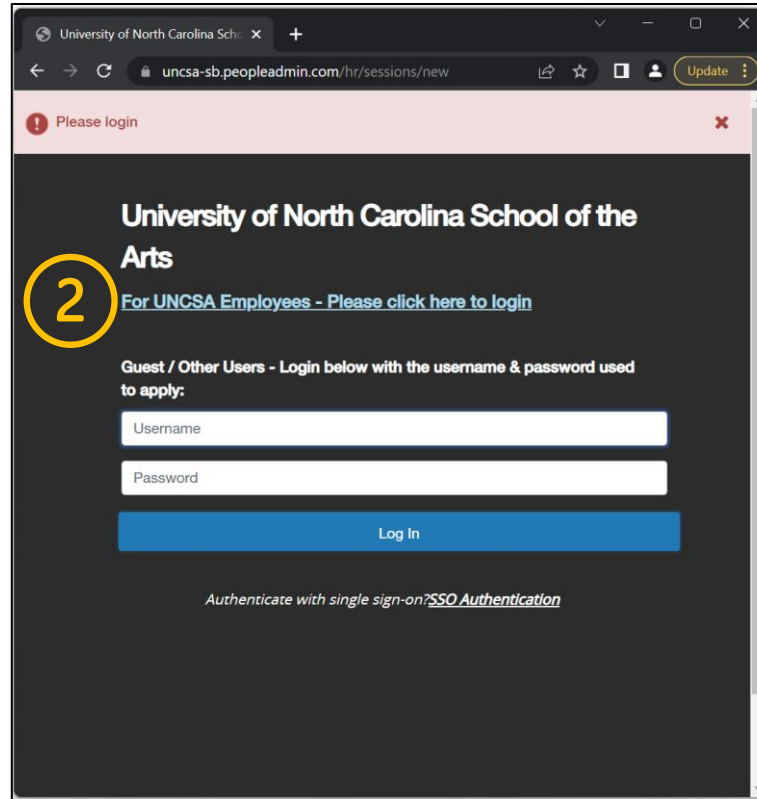 University of North Carolina Scho
uncsa-sb.peopleadmin.com/hr/sessions/new
Update
Please login
University of North Carolina School of the
Arts
2
For UNCSA Employees - Please click here to login
Guest / Other Users - Login below with the username & password used
to apply:
Username
Password
Log In
Authenticate with single sign-on?SSO Authentication